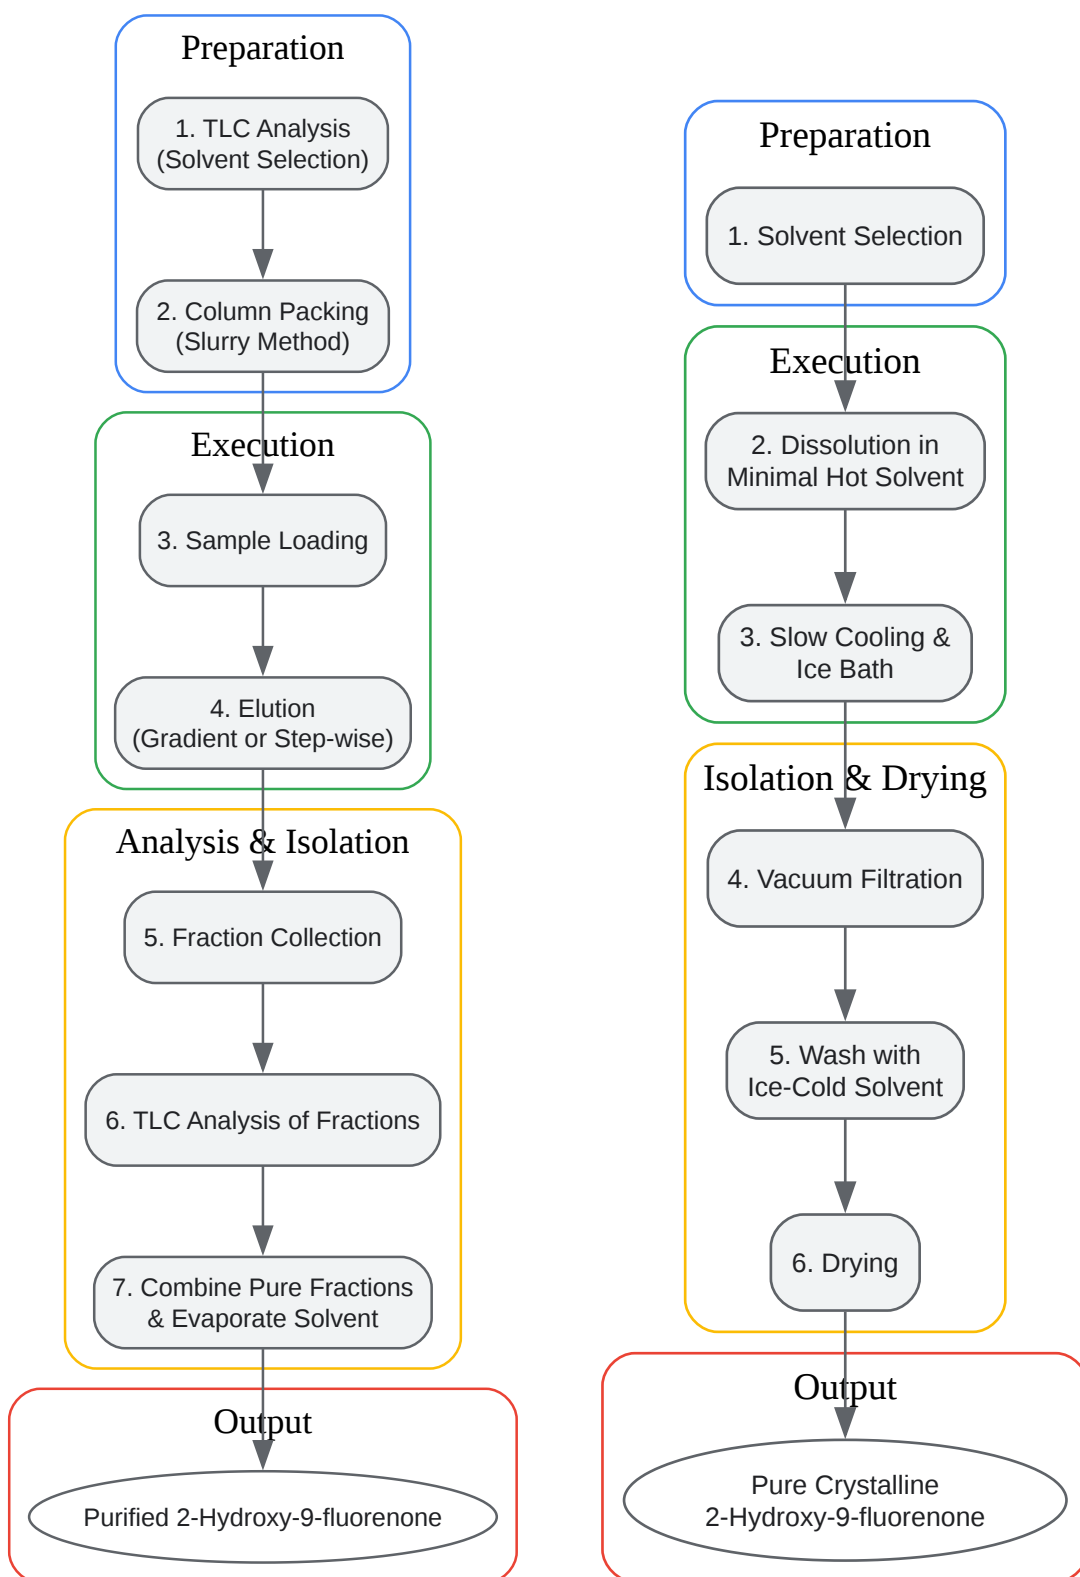 Preparation
1. TLC Analysis
(Solvent Selection)
2. Column Packing
(Slurry Method)
Execution
3. Sample Loading
4. Elution
(Gradient or Step-wise)
Analysis & Isolation
5. Fraction Collection
6. TLC Analysis of Fractions
7. Combine Pure Fractions
& Evaporate Solvent
Output
Purified 2-Hydroxy-9-fluorenone
Preparation
1. Solvent Selection
Execution
2. Dissolution in
Minimal Hot Solvent
3. Slow Cooling &
Ice Bath
Isolation & Drying
4. Vacuum Filtration
5. Wash with
Ice-Cold Solvent
6. Drying
Output
Pure Crystalline
2-Hydroxy-9-fluorenone